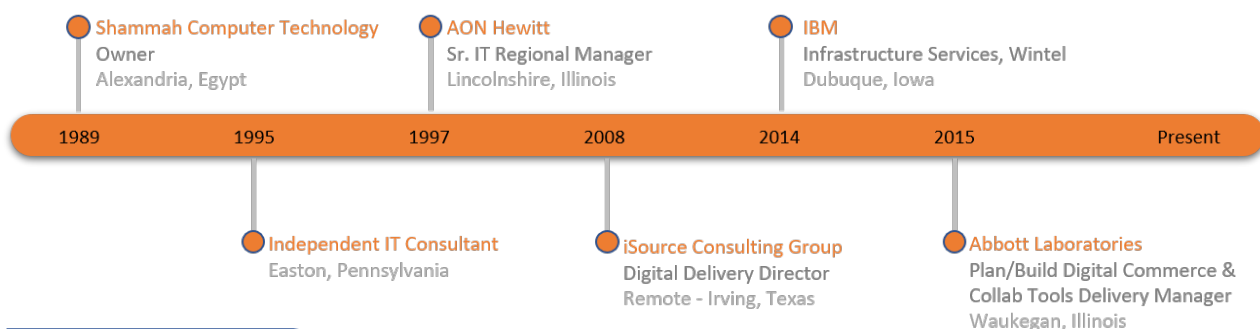 Shammah Computer Technology
Owner
Alexandria, Egypt
AON Hewitt
Sr. IT Regional Manager
Lincolnshire, Illinois
IBM
Infrastructure Services, Wintel
Dubuque, Iowa
1989 1995 1997 2008 2014 2015 Present
Independent IT Consultant
Easton, Pennsylvania
iSource Consulting Group
Digital Delivery Director
Remote - Irving, Texas
Abbott Laboratories
Plan/Build Digital Commerce &
Collab Tools Delivery Manager
Waukegan, Illinois